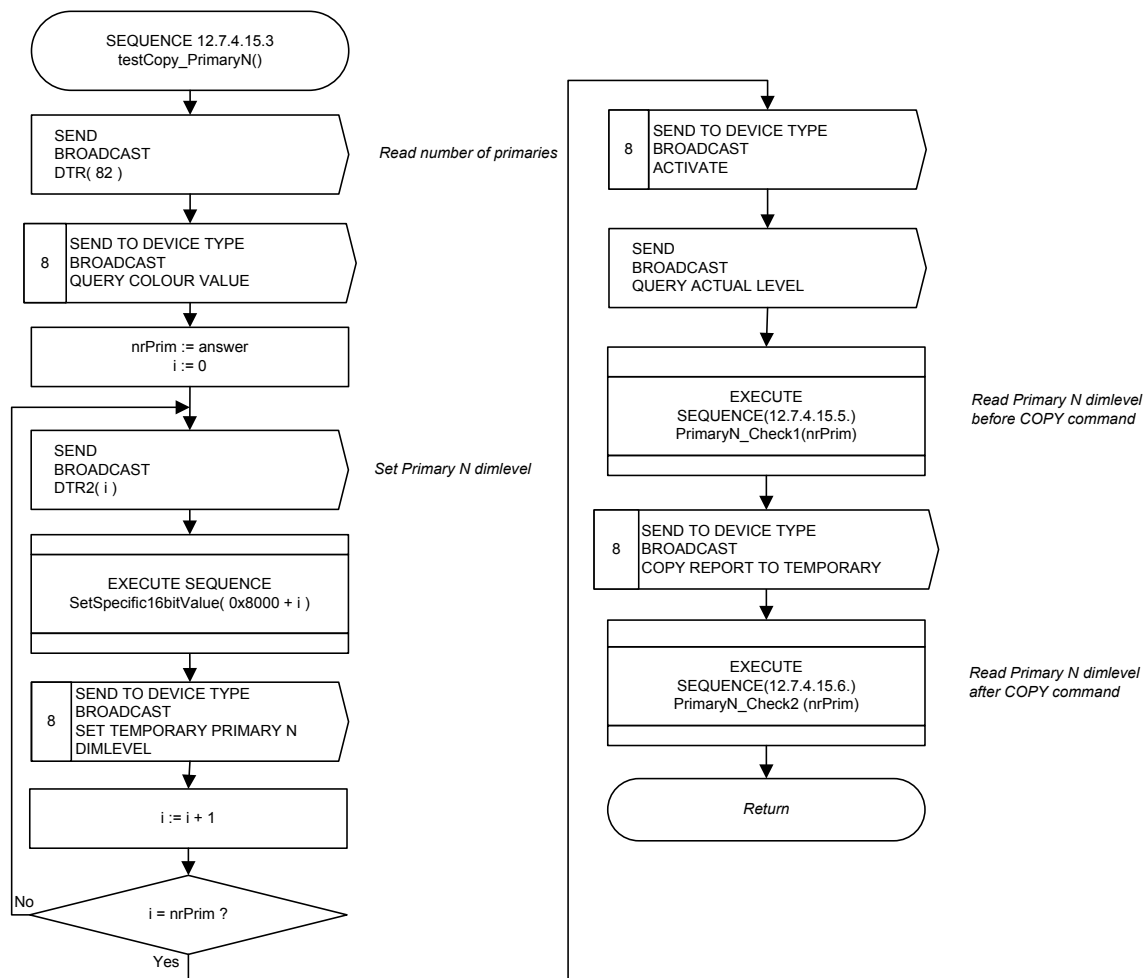 SEQUENCE 12.7.4.15.3
testCopy_PrimaryN()
SEND
BROADCAST
DTR( 82 )
Read number of primaries
8
SEND TO DEVICE TYPE
BROADCAST
QUERY COLOUR VALUE
nrPrim := answer
i := 0
SEND
BROADCAST
DTR2( i )
Set Primary N dimlevel
EXECUTE SEQUENCE
SetSpecific16bitValue( 0x8000 + i )
8
SEND TO DEVICE TYPE
BROADCAST
SET TEMPORARY PRIMARY N
DIMLEVEL
i := i + 1
i = nrPrim ?
No
Yes
8
SEND TO DEVICE TYPE
BROADCAST
ACTIVATE
SEND
BROADCAST
QUERY ACTUAL LEVEL
EXECUTE
SEQUENCE(12.7.4.15.5.)
PrimaryN_Check1(nrPrim)
Read Primary N dimlevel
before COPY command
8
SEND TO DEVICE TYPE
BROADCAST
COPY REPORT TO TEMPORARY
EXECUTE
SEQUENCE(12.7.4.15.6.)
PrimaryN_Check2 (nrPrim)
Read Primary N dimlevel
after COPY command
Return